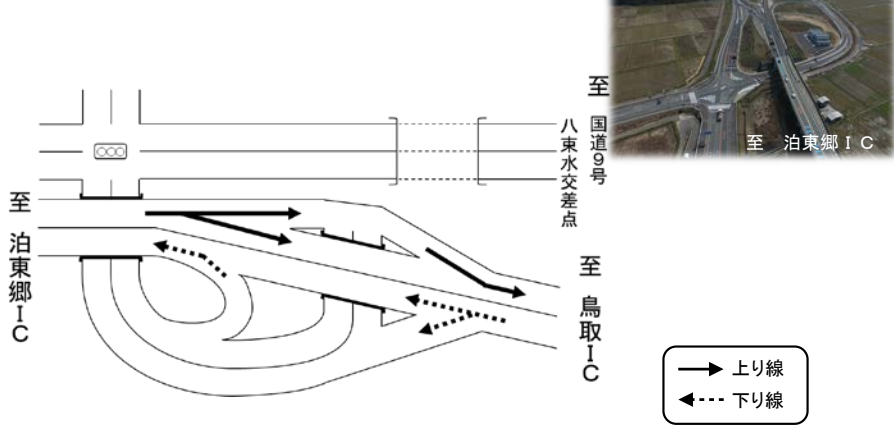 至 国道9号
八束水交差点
至 泊東郷IC
至 泊東郷IC
至 鳥取IC
上り線
下り線